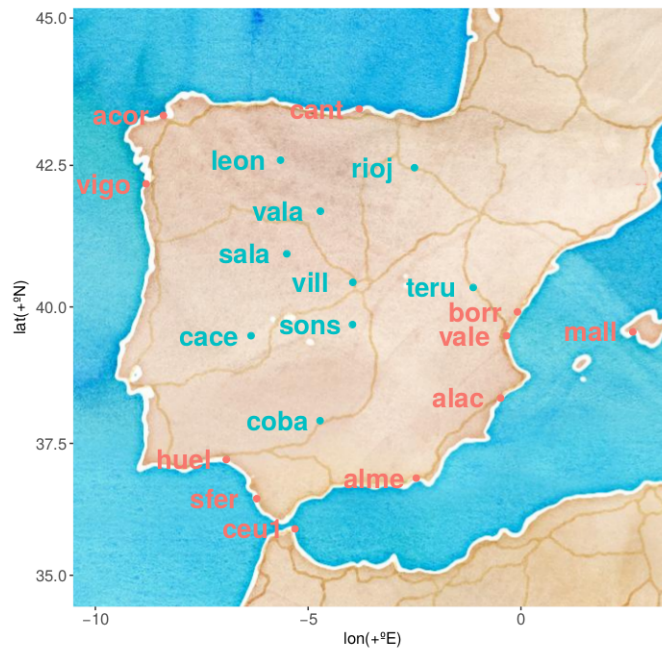 45.0
acor
cant
leon
rioj
42.5
vigo
vala
sala
vill
teru
40.0
borr
cace
sons
vale
mall
alac
coba
37.5
huel
alme
sfer
ceu1
35.0
−10
−5
0
lat(+ºN)
lon(+ºE)